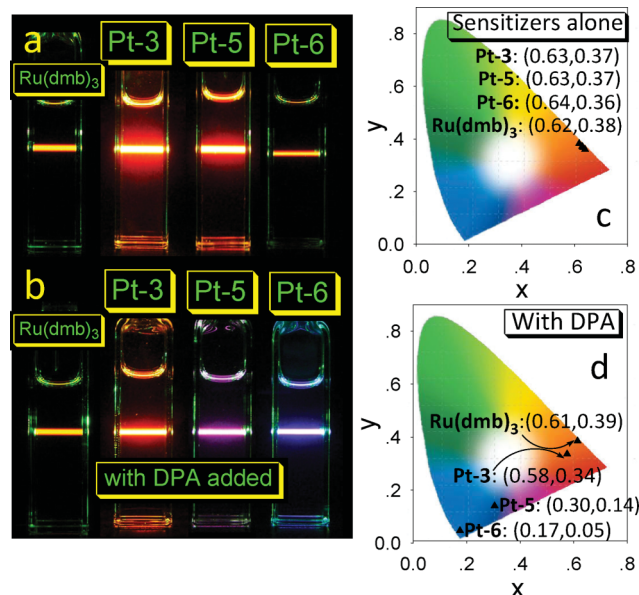 a
Ru(dmb)₃
Pt-3
Pt-5
Pt-6
b
Ru(dmb)₃
Pt-3
Pt-5
Pt-6
with DPA added
Sensitizers alone
Pt-3: (0.63,0.37)
Pt-5: (0.63,0.37)
Pt-6: (0.64,0.36)
Ru(dmb)₃: (0.62,0.38)
c
y
.8
.6
.4
.2
0.0
0.0 .2 .4 .6 .8
x
With DPA
d
Ru(dmb)₃:(0.61,0.39)
Pt-3: (0.58,0.34)
Pt-5: (0.30,0.14)
Pt-6: (0.17,0.05)
y
.8
.6
.4
.2
0.0
0.0 .2 .4 .6 .8
x